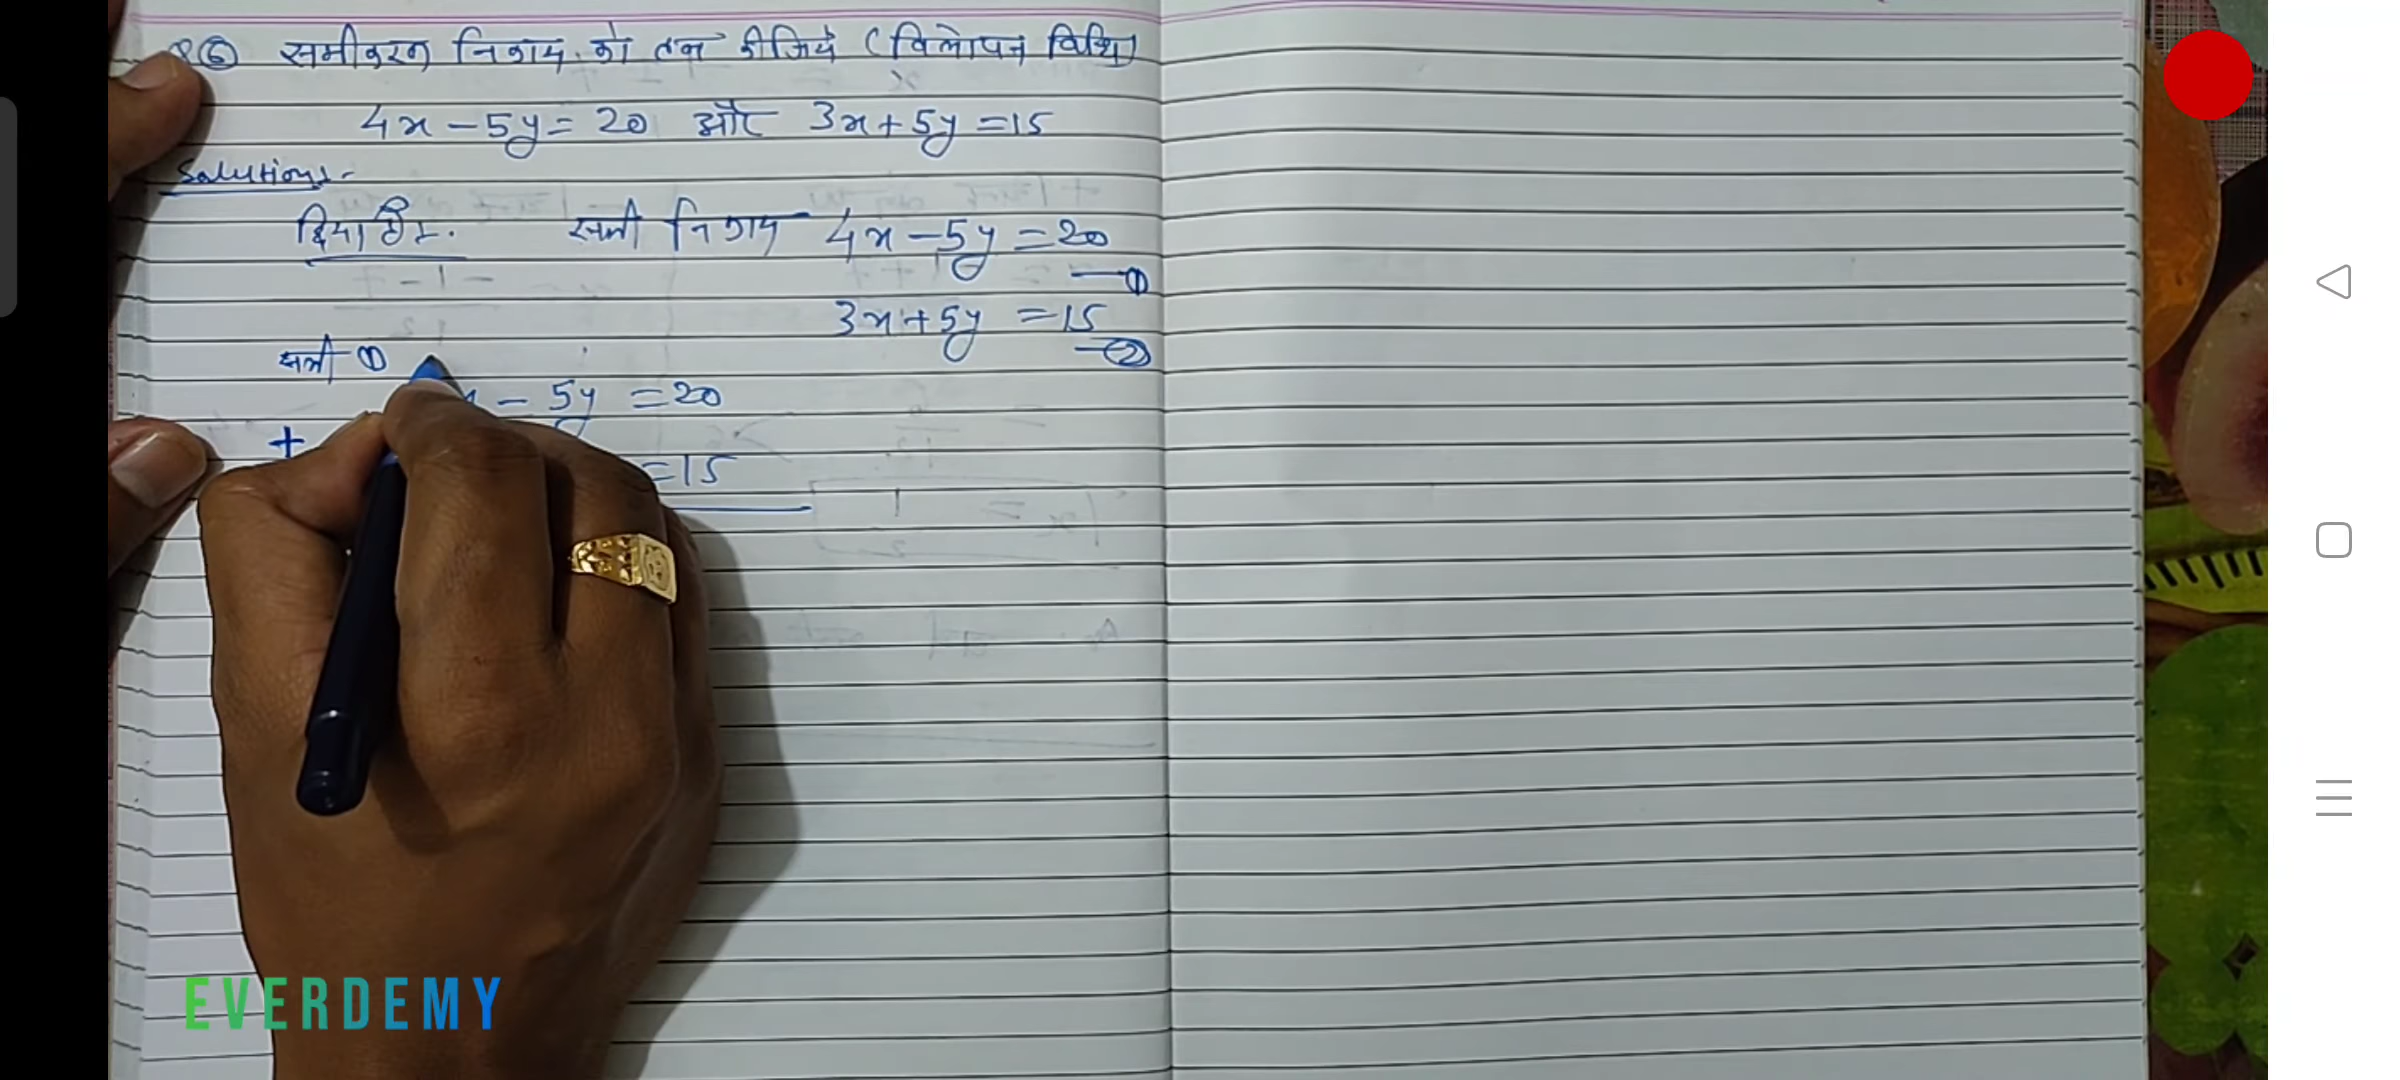 Q⑥ समीकरण निकाय को हल कीजिये (विलोपन विधि)
4x - 5y = 20 और 3x + 5y = 15
Solution:-
दिया है:- समी निकाय 4x - 5y = 20
—①
3x + 5y = 15
—②
समी ①
x - 5y = 20
+
=15
EVERDEMY